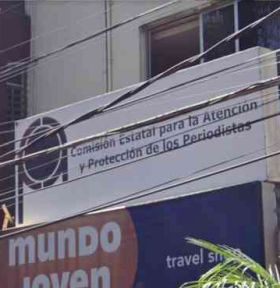 Comisión Estatal para la Atención
y Protección de los Periodistas
mundo
joven
travel